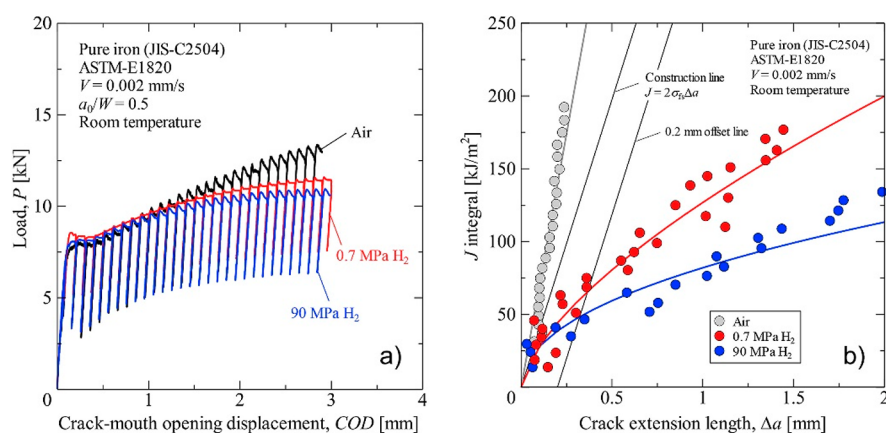 Pure iron (JIS-C2504)
ASTM-E1820
V = 0.002 mm/s
a₀/W = 0.5
Room temperature
Air
0.7 MPa H₂
90 MPa H₂
a)
20
15
10
5
0
0 1 2 3 4
Load, P [kN]
Crack-mouth opening displacement, COD [mm]
Pure iron (JIS-C2504)
ASTM-E1820
V = 0.002 mm/s
Room temperature
Construction line
J = 2σfsΔa
0.2 mm offset line
Air
0.7 MPa H₂
90 MPa H₂
b)
250
200
150
100
50
0
0 0.5 1 1.5 2
J integral [kJ/m²]
Crack extension length, Δa [mm]